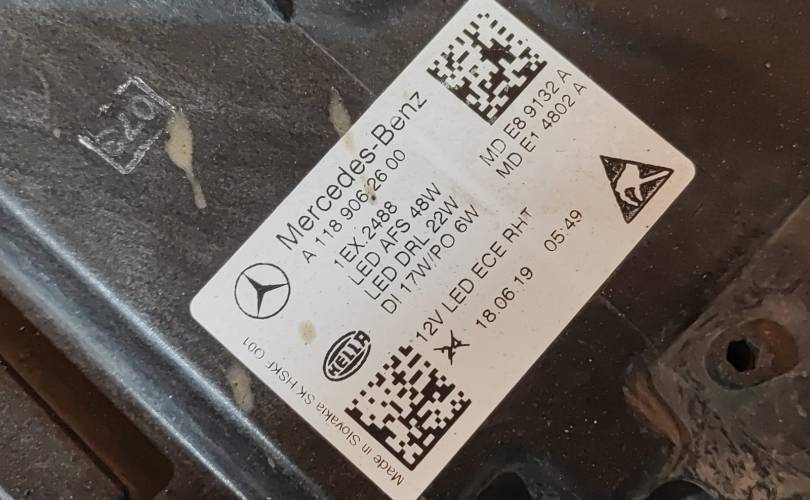 520
Mercedes-Benz
A 118 906 26 00
1EX.2488
LED AFS 48W
LED DRL 22W
DI 17W/PO 6W
MD E8 9132 A
MD E1 4802 A
12V LED ECE RHT
18.06.19 05:49
HELLA
Made in Slovakia SK HSKF 001